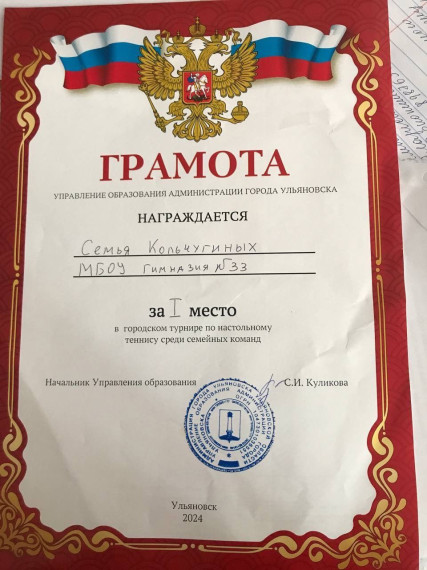 ГРАМОТА
УПРАВЛЕНИЕ ОБРАЗОВАНИЯ АДМИНИСТРАЦИИ ГОРОДА УЛЬЯНОВСКА
НАГРАЖДАЕТСЯ
Семья Кольчугиных
МБОУ гимназия №33
за I место
в городском турнире по настольному
теннису среди семейных команд
Начальник Управления образования С.И. Куликова
Ульяновск
2024